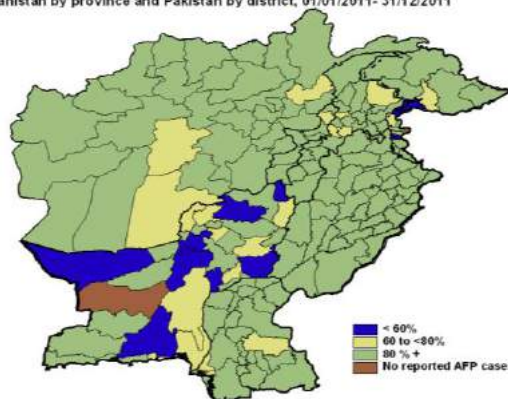 anistan by province and Pakistan by district, 01/01/2011- 31/12/2011
< 60%
60 to <80%
80 % +
No reported AFP case